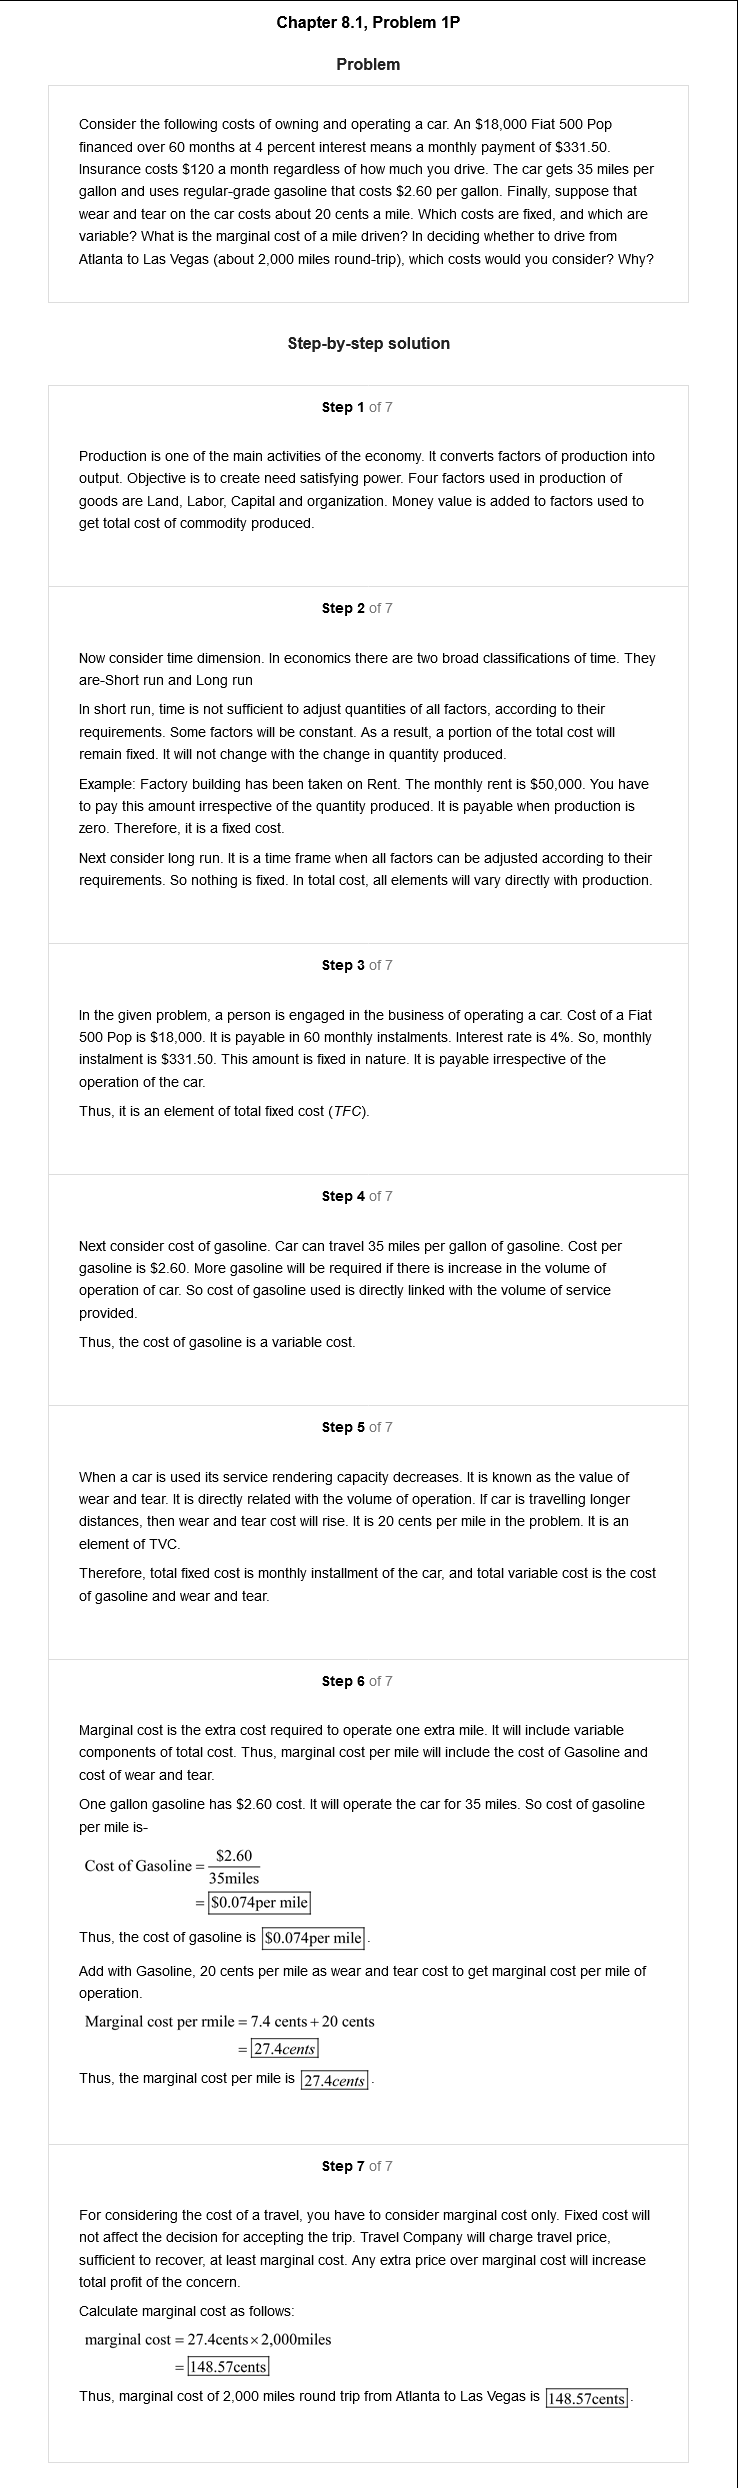 Chapter 8.1, Problem 1P
Problem
Consider the following costs of owning and operating a car. An $18,000 Fiat 500 Pop
financed over 60 months at 4 percent interest means a monthly payment of $331.50.
Insurance costs $120 a month regardless of how much you drive. The car gets 35 miles per
gallon and uses regular-grade gasoline that costs $2.60 per gallon. Finally, suppose that
wear and tear on the car costs about 20 cents a mile. Which costs are fixed, and which are
variable? What is the marginal cost of a mile driven? In deciding whether to drive from
Atlanta to Las Vegas (about 2,000 miles round-trip), which costs would you consider? Why?
Step-by-step solution
Step 1 of 7
Production is one of the main activities of the economy. It converts factors of production into
output. Objective is to create need satisfying power. Four factors used in production of
goods are Land, Labor, Capital and organization. Money value is added to factors used to
get total cost of commodity produced.
Step 2 of 7
Now consider time dimension. In economics there are two broad classifications of time. They
are-Short run and Long run
In short run, time is not sufficient to adjust quantities of all factors, according to their
requirements. Some factors will be constant. As a result, a portion of the total cost will
remain fixed. It will not change with the change in quantity produced.
Example: Factory building has been taken on Rent. The monthly rent is $50,000. You have
to pay this amount irrespective of the quantity produced. It is payable when production is
zero. Therefore, it is a fixed cost.
Next consider long run. It is a time frame when all factors can be adjusted according to their
requirements. So nothing is fixed. In total cost, all elements will vary directly with production.
Step 3 of 7
In the given problem, a person is engaged in the business of operating a car. Cost of a Fiat
500 Pop is $18,000. It is payable in 60 monthly instalments. Interest rate is 4%. So, monthly
instalment is $331.50. This amount is fixed in nature. It is payable irrespective of the
operation of the car.
Thus, it is an element of total fixed cost (TFC).
Step 4 of 7
Next consider cost of gasoline. Car can travel 35 miles per gallon of gasoline. Cost per
gasoline is $2.60. More gasoline will be required if there is increase in the volume of
operation of car. So cost of gasoline used is directly linked with the volume of service
provided.
Thus, the cost of gasoline is a variable cost.
Step 5 of 7
When a car is used its service rendering capacity decreases. It is known as the value of
wear and tear. It is directly related with the volume of operation. If car is travelling longer
distances, then wear and tear cost will rise. It is 20 cents per mile in the problem. It is an
element of TVC.
Therefore, total fixed cost is monthly installment of the car, and total variable cost is the cost
of gasoline and wear and tear.
Step 6 of 7
Marginal cost is the extra cost required to operate one extra mile. It will include variable
components of total cost. Thus, marginal cost per mile will include the cost of Gasoline and
cost of wear and tear.
One gallon gasoline has $2.60 cost. It will operate the car for 35 miles. So cost of gasoline
per mile is-
Cost of Gasoline = $2.60
35miles
= $0.074per mile
Thus, the cost of gasoline is $0.074per mile.
Add with Gasoline, 20 cents per mile as wear and tear cost to get marginal cost per mile of
operation.
Marginal cost per rmile = 7.4 cents + 20 cents
= 27.4cents
Thus, the marginal cost per mile is 27.4cents.
Step 7 of 7
For considering the cost of a travel, you have to consider marginal cost only. Fixed cost will
not affect the decision for accepting the trip. Travel Company will charge travel price,
sufficient to recover, at least marginal cost. Any extra price over marginal cost will increase
total profit of the concern.
Calculate marginal cost as follows:
marginal cost = 27.4cents × 2,000miles
= 148.57cents
Thus, marginal cost of 2,000 miles round trip from Atlanta to Las Vegas is 148.57cents.